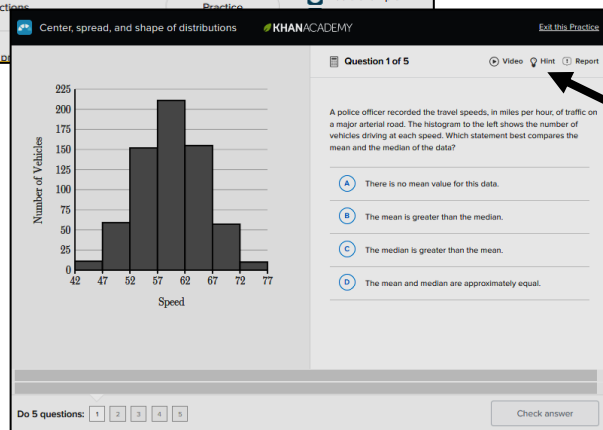 ctions
Practice
Center, spread, and shape of distributions
KHANACADEMY
Exit this Practice
Question 1 of 5
Video
Hint
Report
225
200
175
150
125
100
75
50
25
0
Number of Vehicles
42 47 52 57 62 67 72 77
Speed
A police officer recorded the travel speeds, in miles per hour, of traffic on
a major arterial road. The histogram to the left shows the number of
vehicles driving at each speed. Which statement best compares the
mean and the median of the data?
A There is no mean value for this data.
B The mean is greater than the median.
C The median is greater than the mean.
D The mean and median are approximately equal.
Do 5 questions: 1 2 3 4 5
Check answer